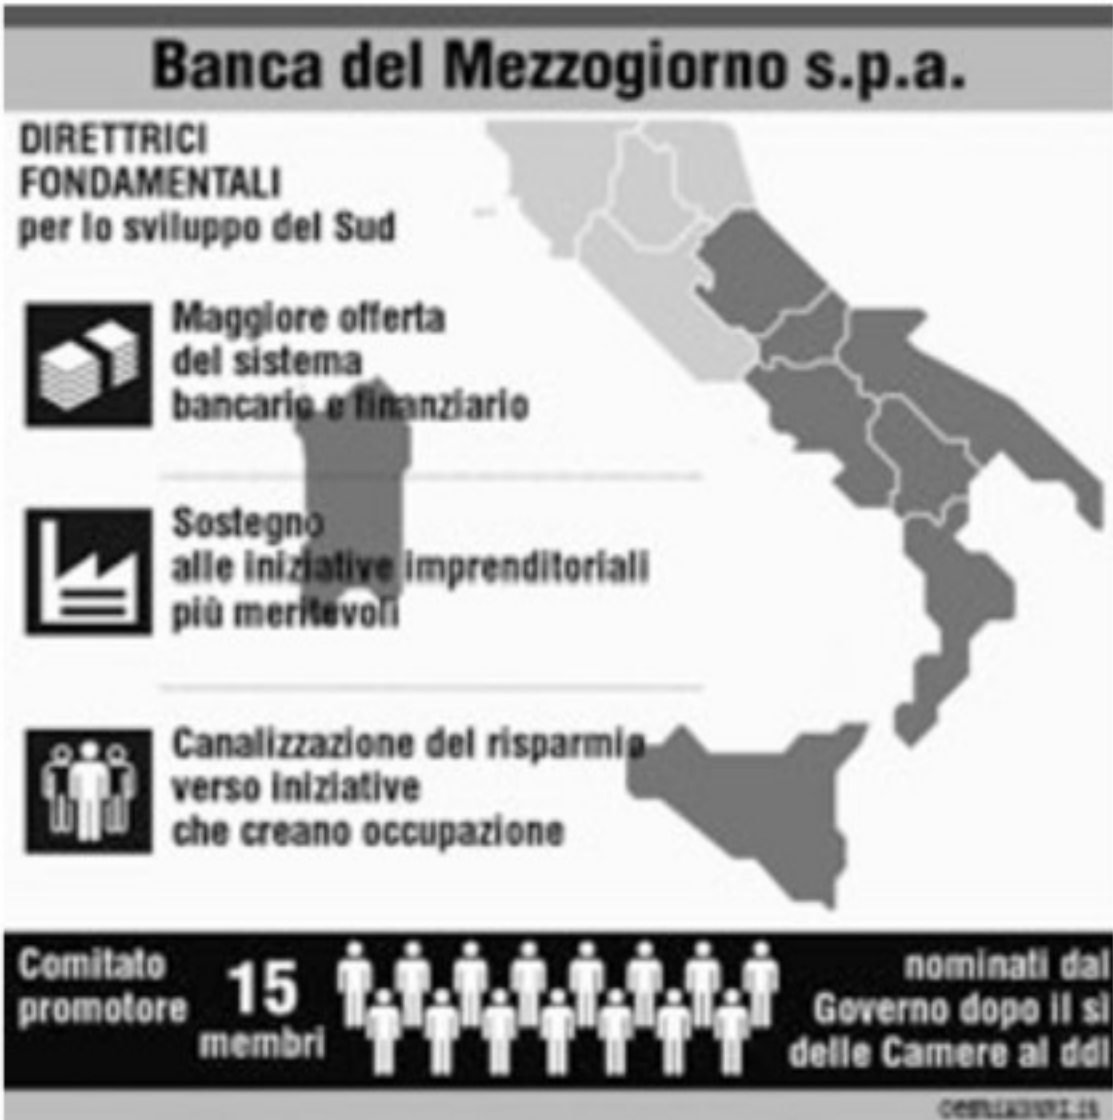 Banca del Mezzogiorno s.p.a.
DIRETTRICI
FONDAMENTALI
per lo sviluppo del Sud
Maggiore offerta
del sistema
bancario e finanziario
Sostegno
alle iniziative imprenditoriali
più meritevoli
Canalizzazione del risparmio
verso iniziative
che creano occupazione
Comitato
promotore
15
membri
nominati dal
Governo dopo il sì
delle Camere al ddl